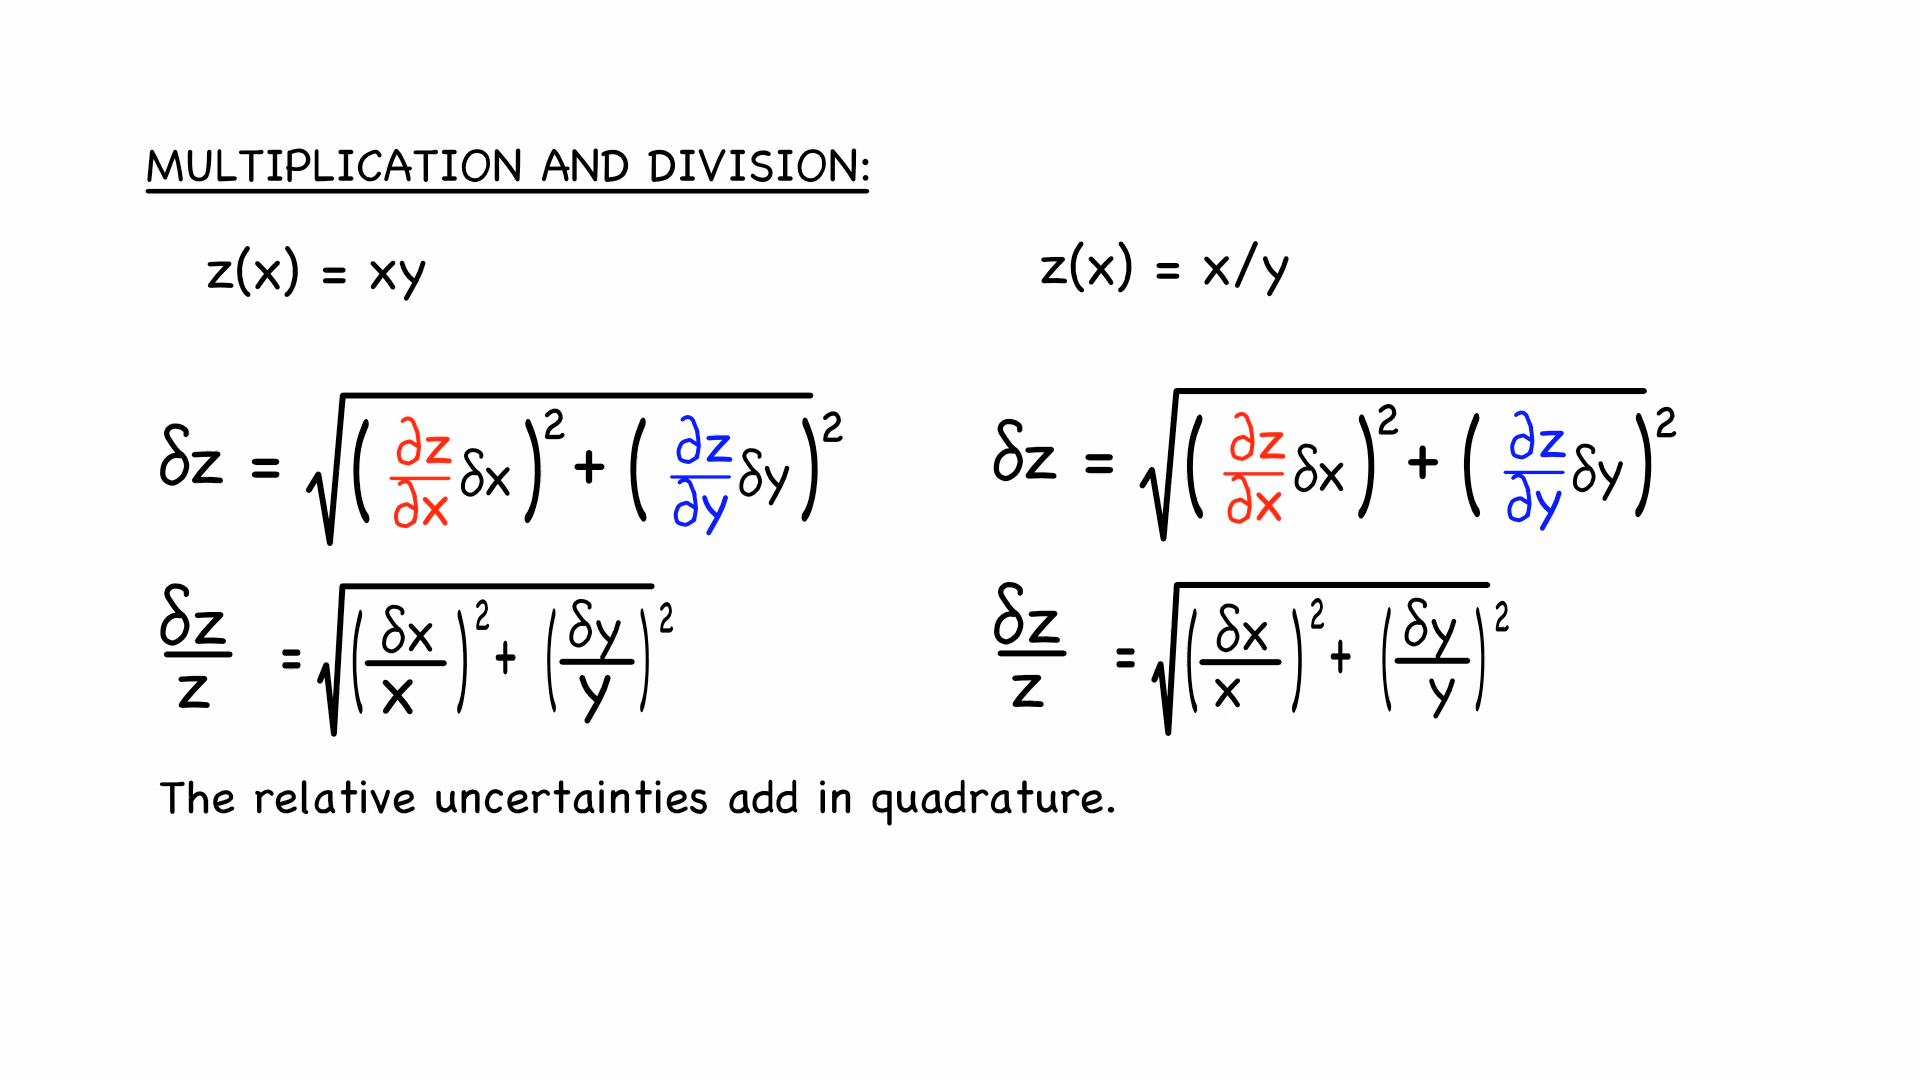 MULTIPLICATION AND DIVISION:
z(x) = xy
z(x) = x/y
δz = √((∂z/∂x δx)² + (∂z/∂y δy)²)
δz = √((∂z/∂x δx)² + (∂z/∂y δy)²)
δz/z = √((δx/x)² + (δy/y)²)
δz/z = √((δx/x)² + (δy/y)²)
The relative uncertainties add in quadrature.